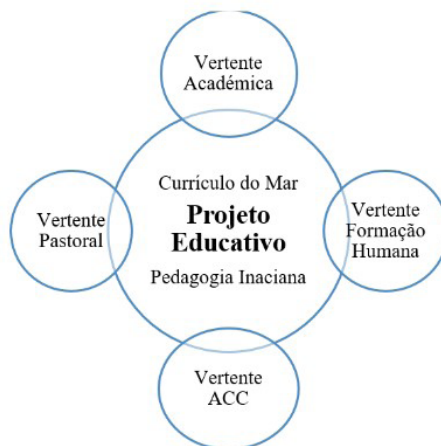 Vertente
Académica
Currículo do Mar
Projeto
Educativo
Pedagogia Inaciana
Vertente
Pastoral
Vertente
Formação
Humana
Vertente
ACC